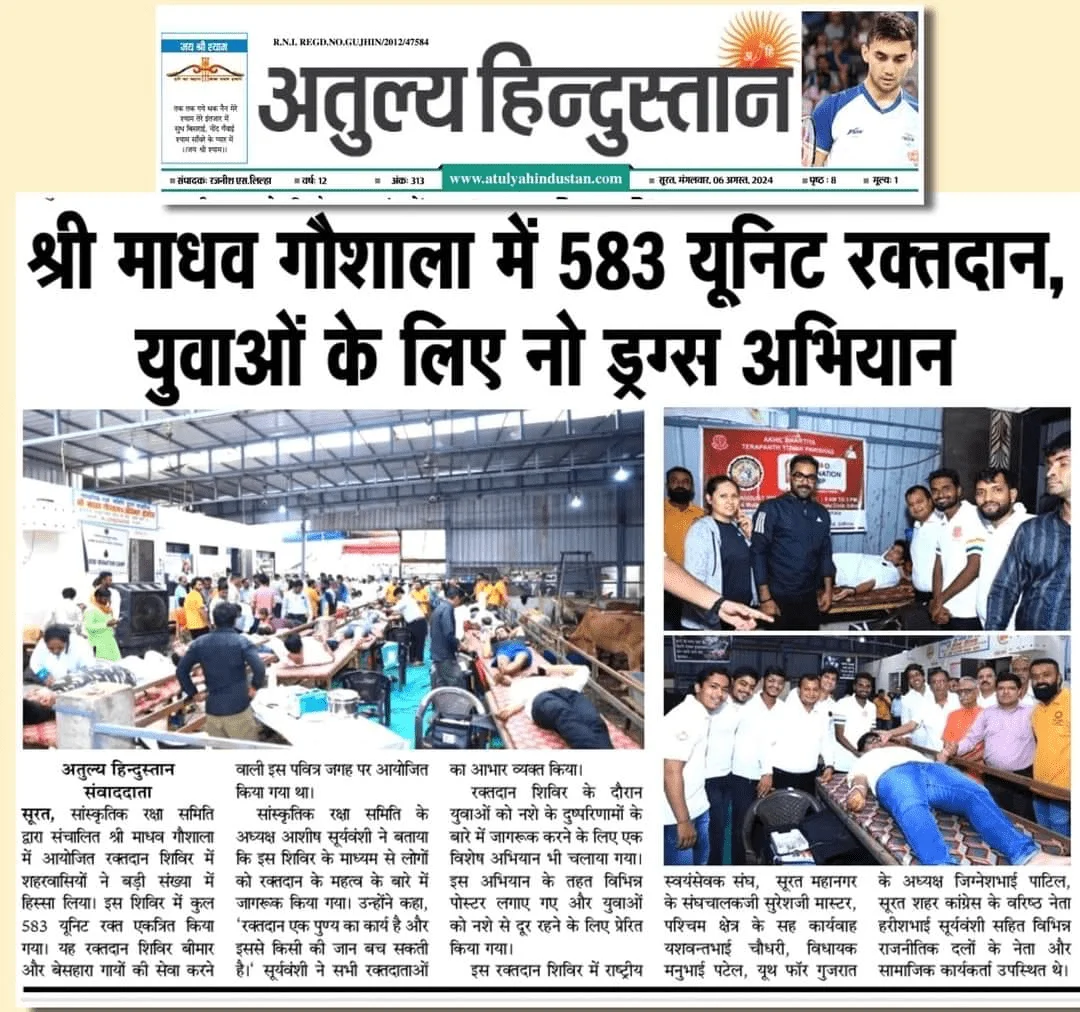 जय श्री श्याम
तक तक गये थक नैन मेरे
श्याम तेरे इंतजार में
सुध बिसराई, नींद गँवाई
श्याम साँवरे के प्यार में
।।जय श्री श्याम।।
R.N.I. REGD.NO.GUJHIN/2012/47584
अतुल्य हिन्दुस्तान
अ हि
संपादकः रजनीश एस.लिल्हा
वर्षः 12
अंकः 313
www.atulyahindustan.com
सूरत, मंगलवार, 06 अगस्त, 2024
पृष्ठ : 8
मूल्यः 1
श्री माधव गौशाला में 583 यूनिट रक्तदान,
युवाओं के लिए नो ड्रग्स अभियान
AKHIL BHARTIYA
TERAPANTH YUVAK PARISHAD
अतुल्य हिन्दुस्तान
संवाददाता
सूरत, सांस्कृतिक रक्षा समिति
द्वारा संचालित श्री माधव गौशाला
में आयोजित रक्तदान शिविर में
शहरवासियों ने बड़ी संख्या में
हिस्सा लिया। इस शिविर में कुल
583 यूनिट रक्त एकत्रित किया
गया। यह रक्तदान शिविर बीमार
और बेसहारा गायों की सेवा करने
वाली इस पवित्र जगह पर आयोजित
किया गया था।
सांस्कृतिक रक्षा समिति के
अध्यक्ष आशीष सूर्यवंशी ने बताया
कि इस शिविर के माध्यम से लोगों
को रक्तदान के महत्व के बारे में
जागरूक किया गया। उन्होंने कहा,
'रक्तदान एक पुण्य का कार्य है और
इससे किसी की जान बच सकती
है।' सूर्यवंशी ने सभी रक्तदाताओं
का आभार व्यक्त किया।
रक्तदान शिविर के दौरान
युवाओं को नशे के दुष्परिणामों के
बारे में जागरूक करने के लिए एक
विशेष अभियान भी चलाया गया।
इस अभियान के तहत विभिन्न
पोस्टर लगाए गए और युवाओं
को नशे से दूर रहने के लिए प्रेरित
किया गया।
इस रक्तदान शिविर में राष्ट्रीय
स्वयंसेवक संघ, सूरत महानगर
के संघचालकजी सुरेशजी मास्टर,
पश्चिम क्षेत्र के सह कार्यवाह
यशवन्तभाई चौधरी, विधायक
मनुभाई पटेल, यूथ फॉर गुजरात
के अध्यक्ष जिग्नेशभाई पाटिल,
सूरत शहर कांग्रेस के वरिष्ठ नेता
हरीशभाई सूर्यवंशी सहित विभिन्न
राजनीतिक दलों के नेता और
सामाजिक कार्यकर्ता उपस्थित थे।